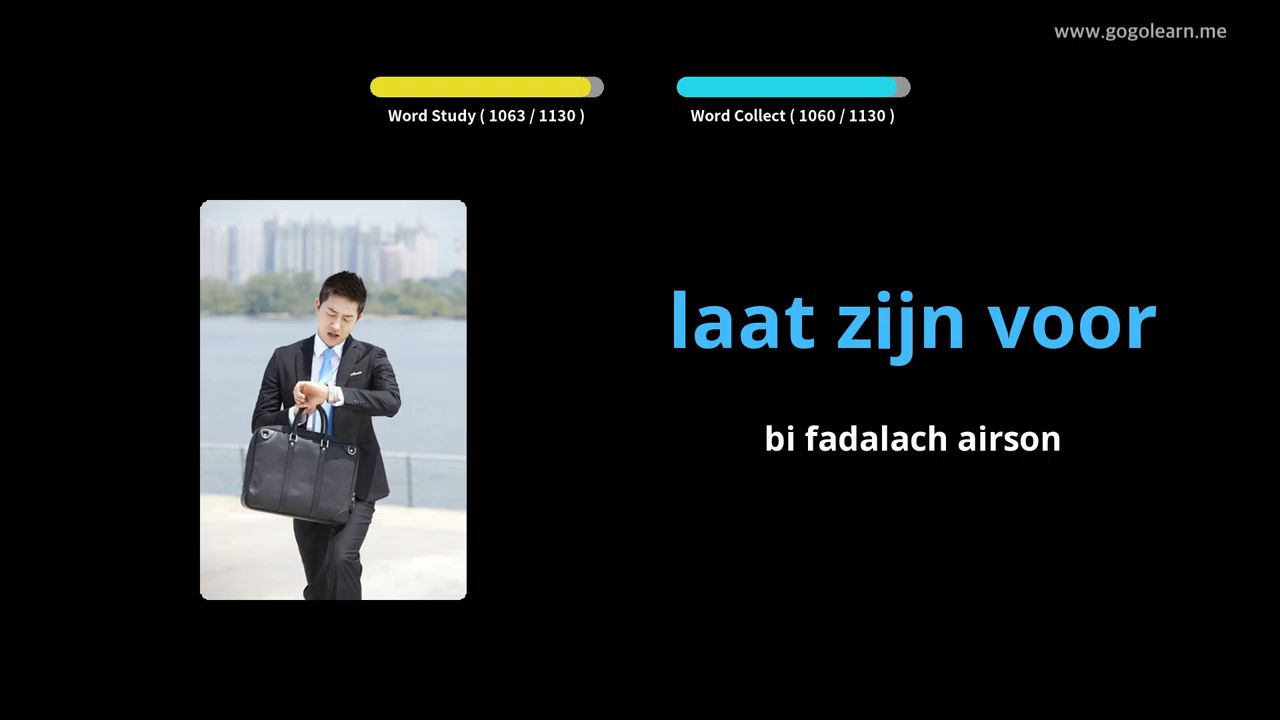 www.gogolearn.me
Word Study ( 1063 / 1130 )
Word Collect ( 1060 / 1130 )
laat zijn voor
bi fadalach airson